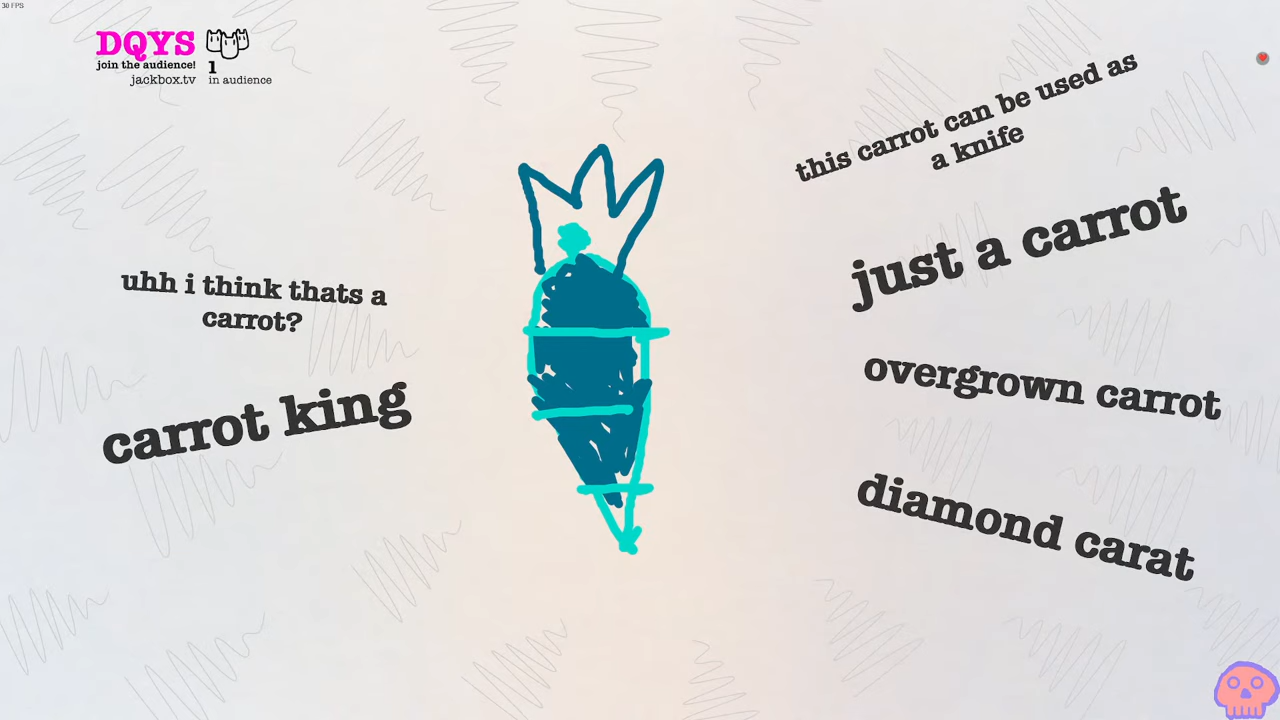 30 FPS
DQYS
join the audience!
jackbox.tv
1
in audience
this carrot can be used as
a knife
just a carrot
uhh i think thats a
carrot?
overgrown carrot
carrot king
diamond carat